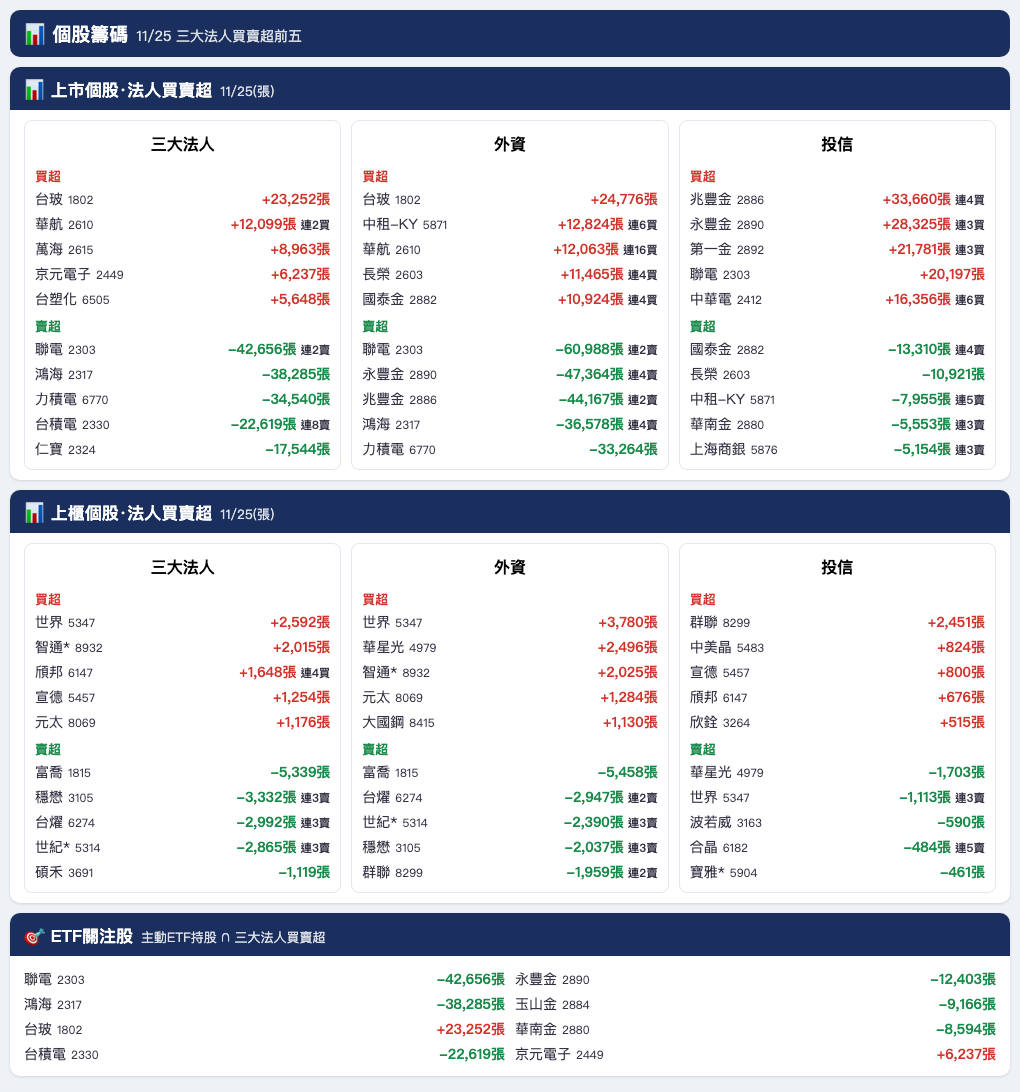 📊 個股籌碼 11/25 三大法人買賣超前五
📊 上市個股·法人買賣超 11/25(張)
三大法人
買超
台玻 1802 +23,252張
華航 2610 +12,099張 連2買
萬海 2615 +8,963張
京元電子 2449 +6,237張
台塑化 6505 +5,648張
賣超
聯電 2303 −42,656張 連2賣
鴻海 2317 −38,285張
力積電 6770 −34,540張
台積電 2330 −22,619張 連8賣
仁寶 2324 −17,544張
外資
買超
台玻 1802 +24,776張
中租-KY 5871 +12,824張 連6買
華航 2610 +12,063張 連16買
長榮 2603 +11,465張 連4買
國泰金 2882 +10,924張 連4買
賣超
聯電 2303 −60,988張 連2賣
永豐金 2890 −47,364張 連4賣
兆豐金 2886 −44,167張 連2賣
鴻海 2317 −36,578張 連4賣
力積電 6770 −33,264張
投信
買超
兆豐金 2886 +33,660張 連4買
永豐金 2890 +28,325張 連3買
第一金 2892 +21,781張 連3買
聯電 2303 +20,197張
中華電 2412 +16,356張 連6買
賣超
國泰金 2882 −13,310張 連4賣
長榮 2603 −10,921張
中租-KY 5871 −7,955張 連5賣
華南金 2880 −5,553張 連3賣
上海商銀 5876 −5,154張 連3賣
📊 上櫃個股·法人買賣超 11/25(張)
三大法人
買超
世界 5347 +2,592張
智通* 8932 +2,015張
頎邦 6147 +1,648張 連4買
宣德 5457 +1,254張
元太 8069 +1,176張
賣超
富喬 1815 −5,339張
穩懋 3105 −3,332張 連3賣
台燿 6274 −2,992張 連3賣
世紀* 5314 −2,865張 連3賣
碩禾 3691 −1,119張
外資
買超
世界 5347 +3,780張
華星光 4979 +2,496張
智通* 8932 +2,025張
元太 8069 +1,284張
大國鋼 8415 +1,130張
賣超
富喬 1815 −5,458張
台燿 6274 −2,947張 連2賣
世紀* 5314 −2,390張 連3賣
穩懋 3105 −2,037張 連3賣
群聯 8299 −1,959張 連2賣
投信
買超
群聯 8299 +2,451張
中美晶 5483 +824張
宣德 5457 +800張
頎邦 6147 +676張
欣銓 3264 +515張
賣超
華星光 4979 −1,703張
世界 5347 −1,113張 連3賣
波若威 3163 −590張
合晶 6182 −484張 連5賣
寶雅* 5904 −461張
🎯 ETF關注股 主動ETF持股 ∩ 三大法人買賣超
聯電 2303 −42,656張 永豐金 2890 −12,403張
鴻海 2317 −38,285張 玉山金 2884 −9,166張
台玻 1802 +23,252張 華南金 2880 −8,594張
台積電 2330 −22,619張 京元電子 2449 +6,237張